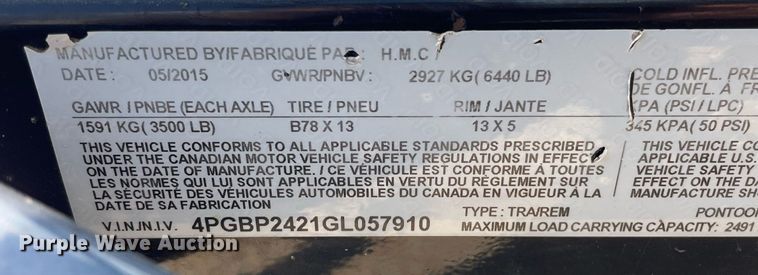 MANUFACTURED BY/FABRIQUÉ PAR : H.M.C
DATE : 05/2015 GVWR/PNBV : 2927 KG ( 6440 LB) COLD INFL. PRE
DE GONFL. À FR
GAWR / PNBE (EACH AXLE) TIRE / PNEU RIM / JANTE KPA (PSI / LPC)
1591 KG( 3500 LB) B78 X 13 13 X 5 345 KPA( 50 PSI)
THIS VEHICLE CONFORMS TO ALL APPLICABLE STANDARDS PRESCRIBED THIS VEHICLE CO
UNDER THE CANADIAN MOTOR VEHICLE SAFETY REGULATIONS IN EFFECT APPLICABLE U.S.
ON THE DATE OF MANUFACTURE. / CE VÉHICULE EST CONFORME À TOUTES VEHICLE SAFETY
LES NORMES QUI LUI SONT APPLICABLES EN VERTU DU RÈGLEMENT SUR IN EFFECT ON THE
LA SÉCURITÉ DES VÉHICULES AUTOMOBILES DU CANADA EN VIGUEUR À LA MANUFACTURE SH
DATE DE SA FABRICATION
V.I.N./N.I.V. 4PGBP2421GL057910 TYPE : TRA/REM PONTOO
MAXIMUM LOAD CARRYING CAPACITY: 2491
Purple Wave Auction